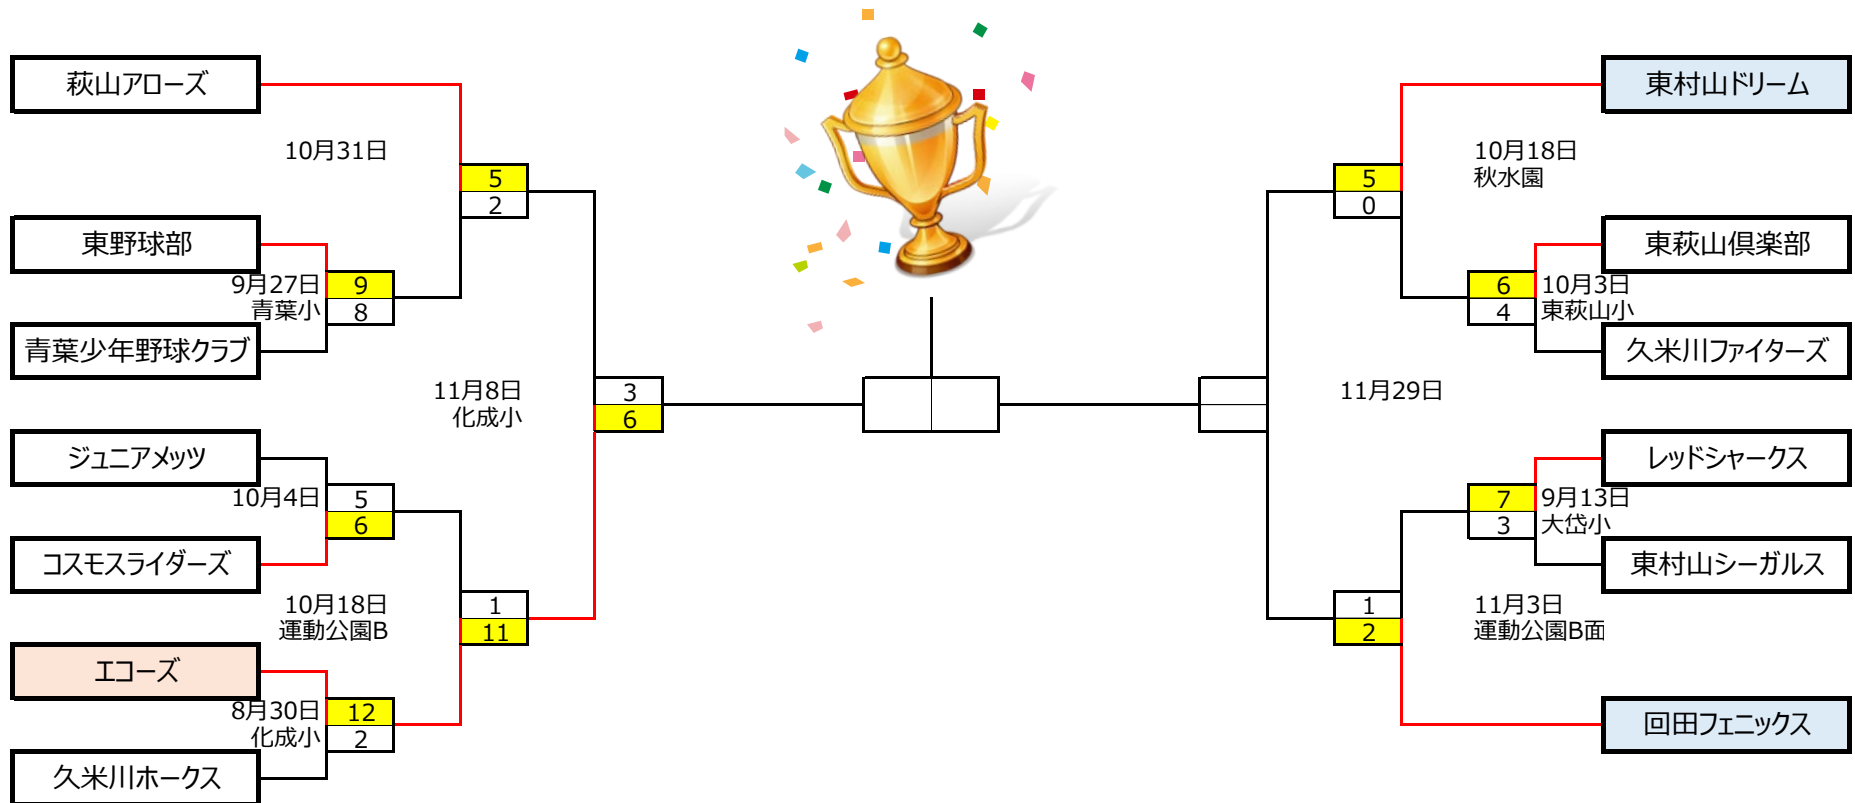 萩山アローズ
10月31日
5
2
東野球部
9月27日
青葉小
9
8
青葉少年野球クラブ
11月8日
化成小
3
6
ジュニアメッツ
10月4日
5
6
コスモスライダーズ
10月18日
運動公園B
1
11
エコーズ
8月30日
化成小
12
2
久米川ホークス
東村山ドリーム
10月18日
秋水園
5
0
東萩山倶楽部
6
4
10月3日
東萩山小
久米川ファイターズ
11月29日
レッドシャークス
7
3
9月13日
大岱小
東村山シーガルス
1
2
11月3日
運動公園B面
回田フェニックス